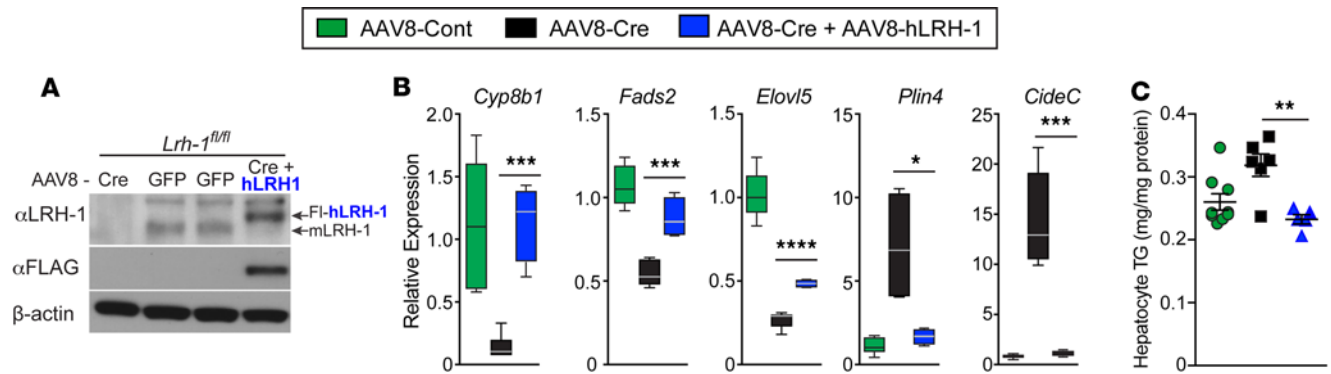 AAV8-Cont AAV8-Cre AAV8-Cre + AAV8-hLRH-1
A
Lrh-1fl/fl
AAV8 - Cre GFP GFP Cre +
hLRH1
αLRH-1
Fl-hLRH-1
mLRH-1
αFLAG
β-actin
B
Relative Expression
Cyp8b1
2.0
1.5
1.0
0.5
0
***
Fads2
1.5
1.0
0.5
0
***
Elovl5
1.5
1.0
0.5
0
****
Plin4
15
10
5
0
*
CideC
25
20
15
10
5
0
***
C
Hepatocyte TG (mg/mg protein)
0.4
0.3
0.2
0
**